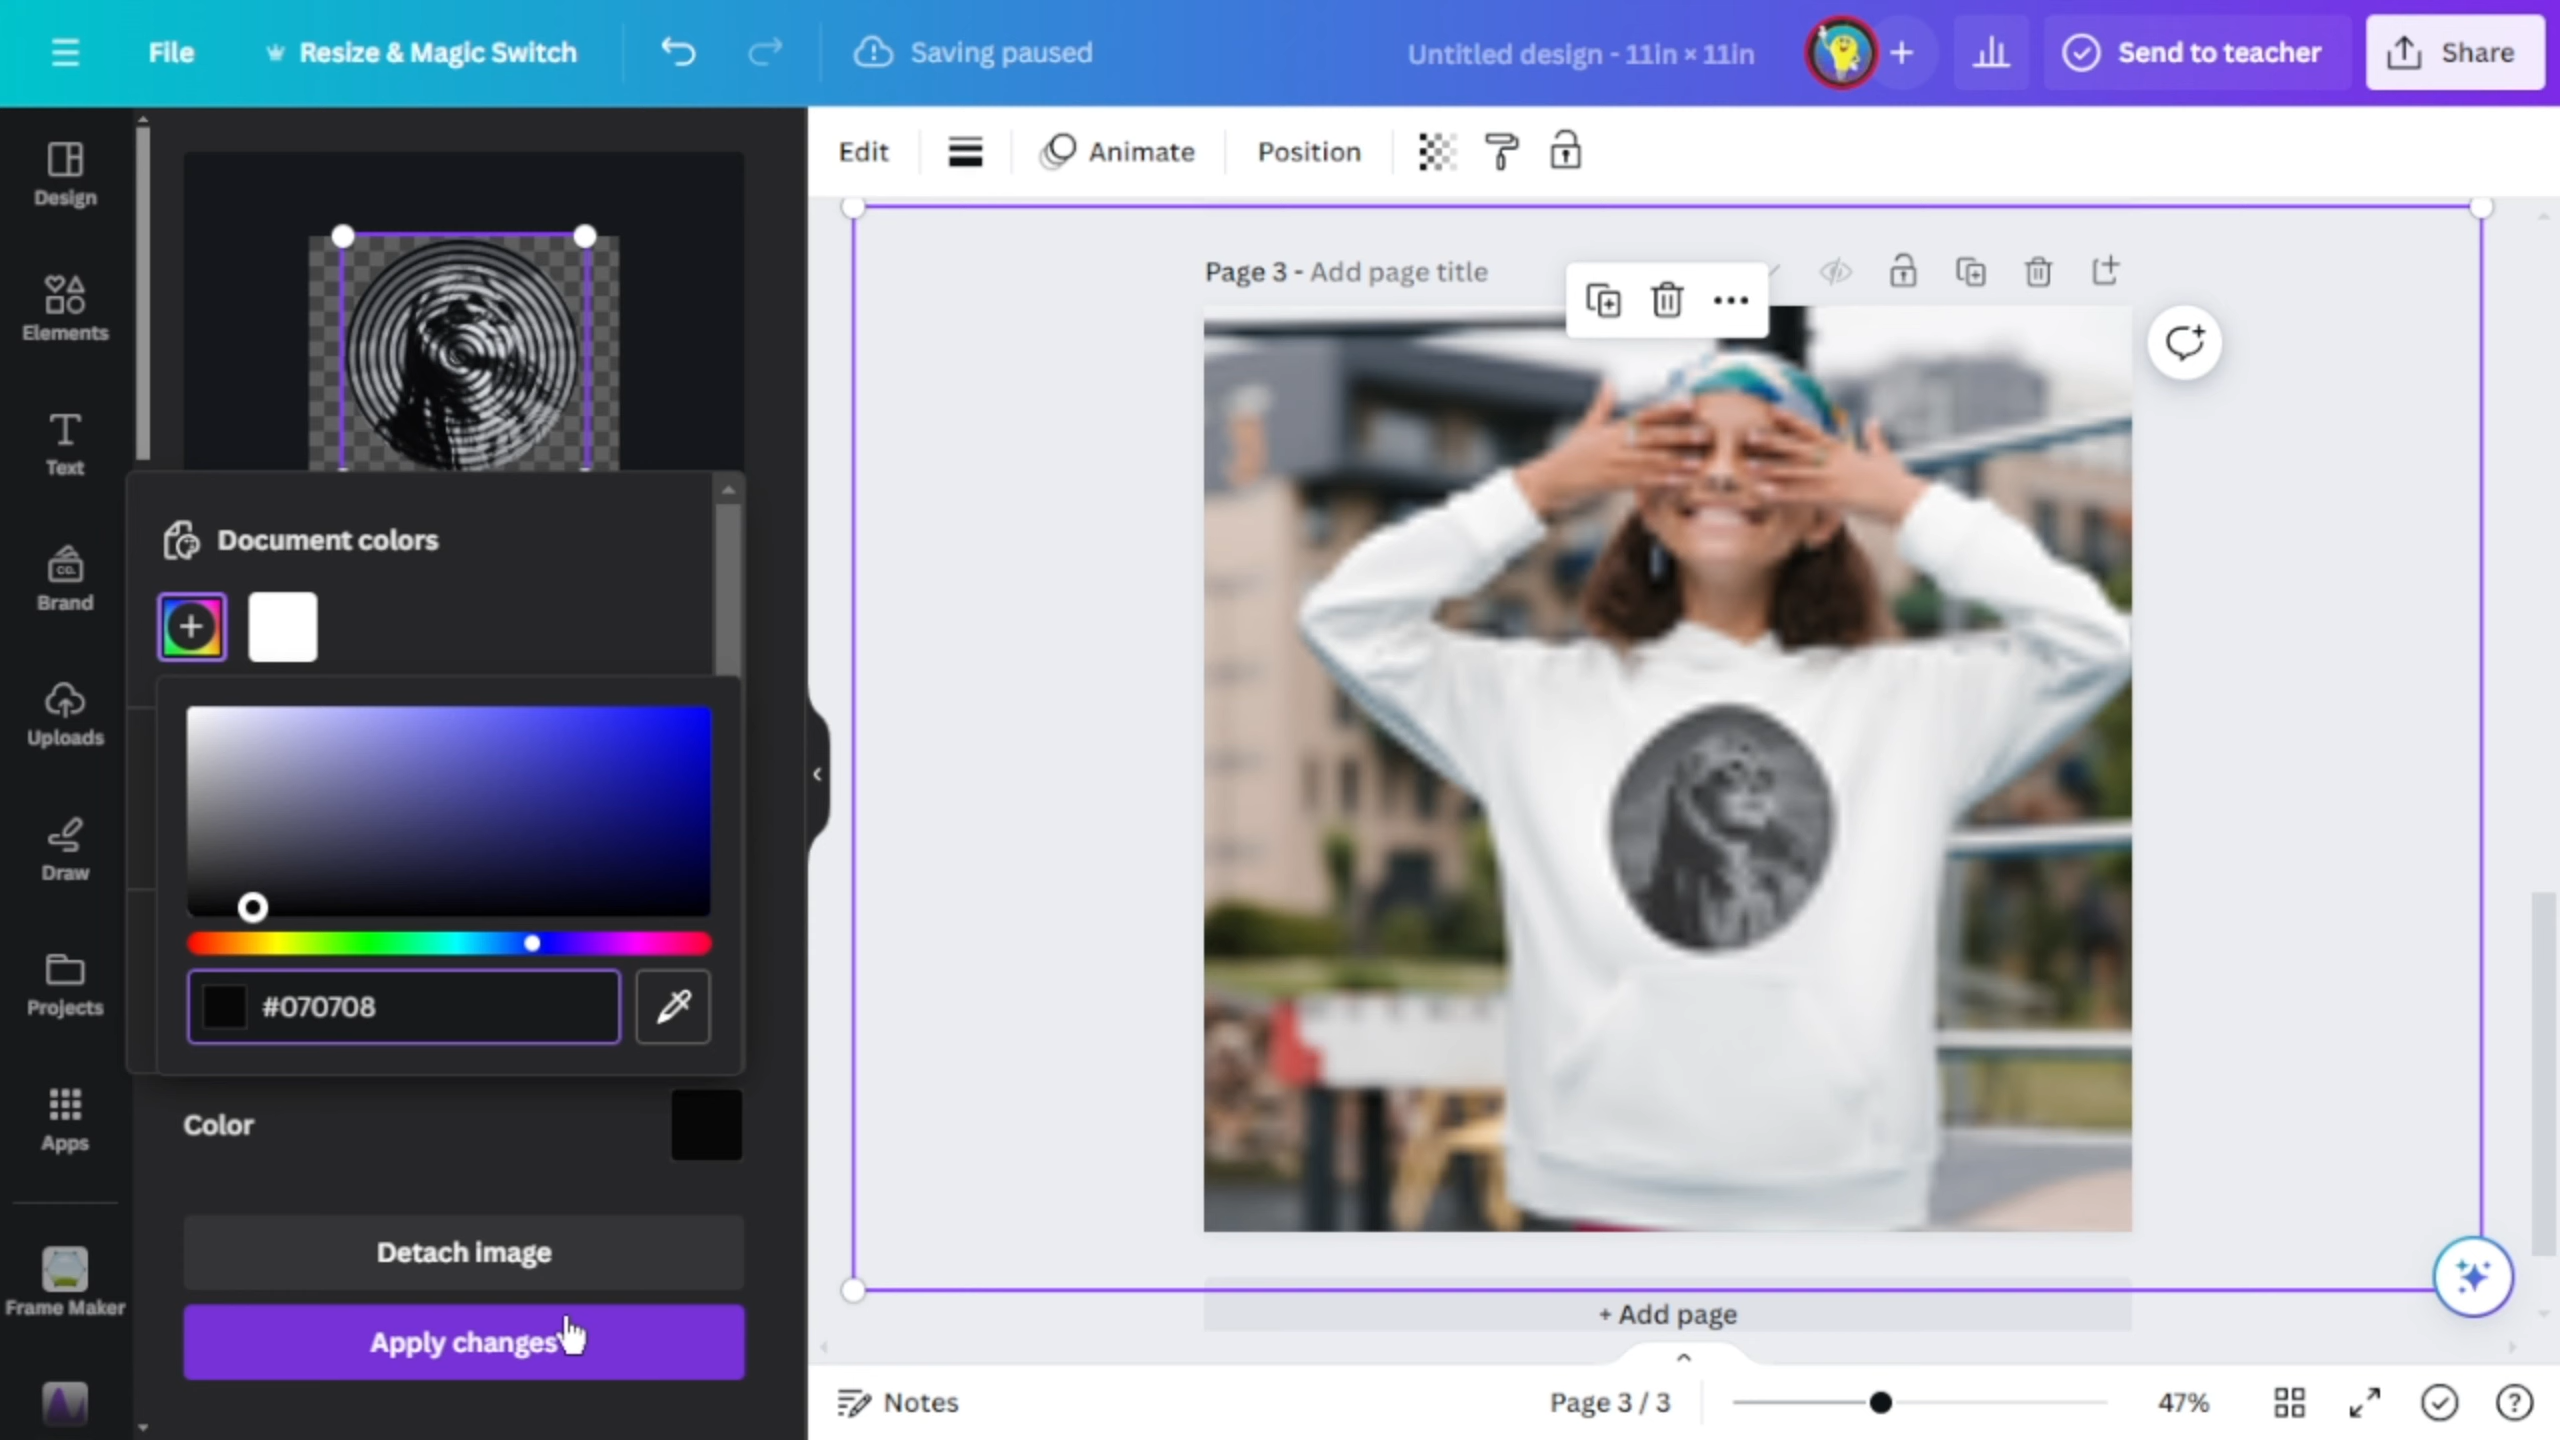 File
Resize & Magic Switch
Saving paused
Untitled design - 11in × 11in
Send to teacher
Share
Edit
Animate
Position
Design
Elements
Text
Brand
Uploads
Draw
Projects
Apps
Frame Maker
CO.
Document colors
#070708
Color
Detach image
Apply changes
Page 3 - Add page title
+ Add page
Notes
Page 3 / 3
47%